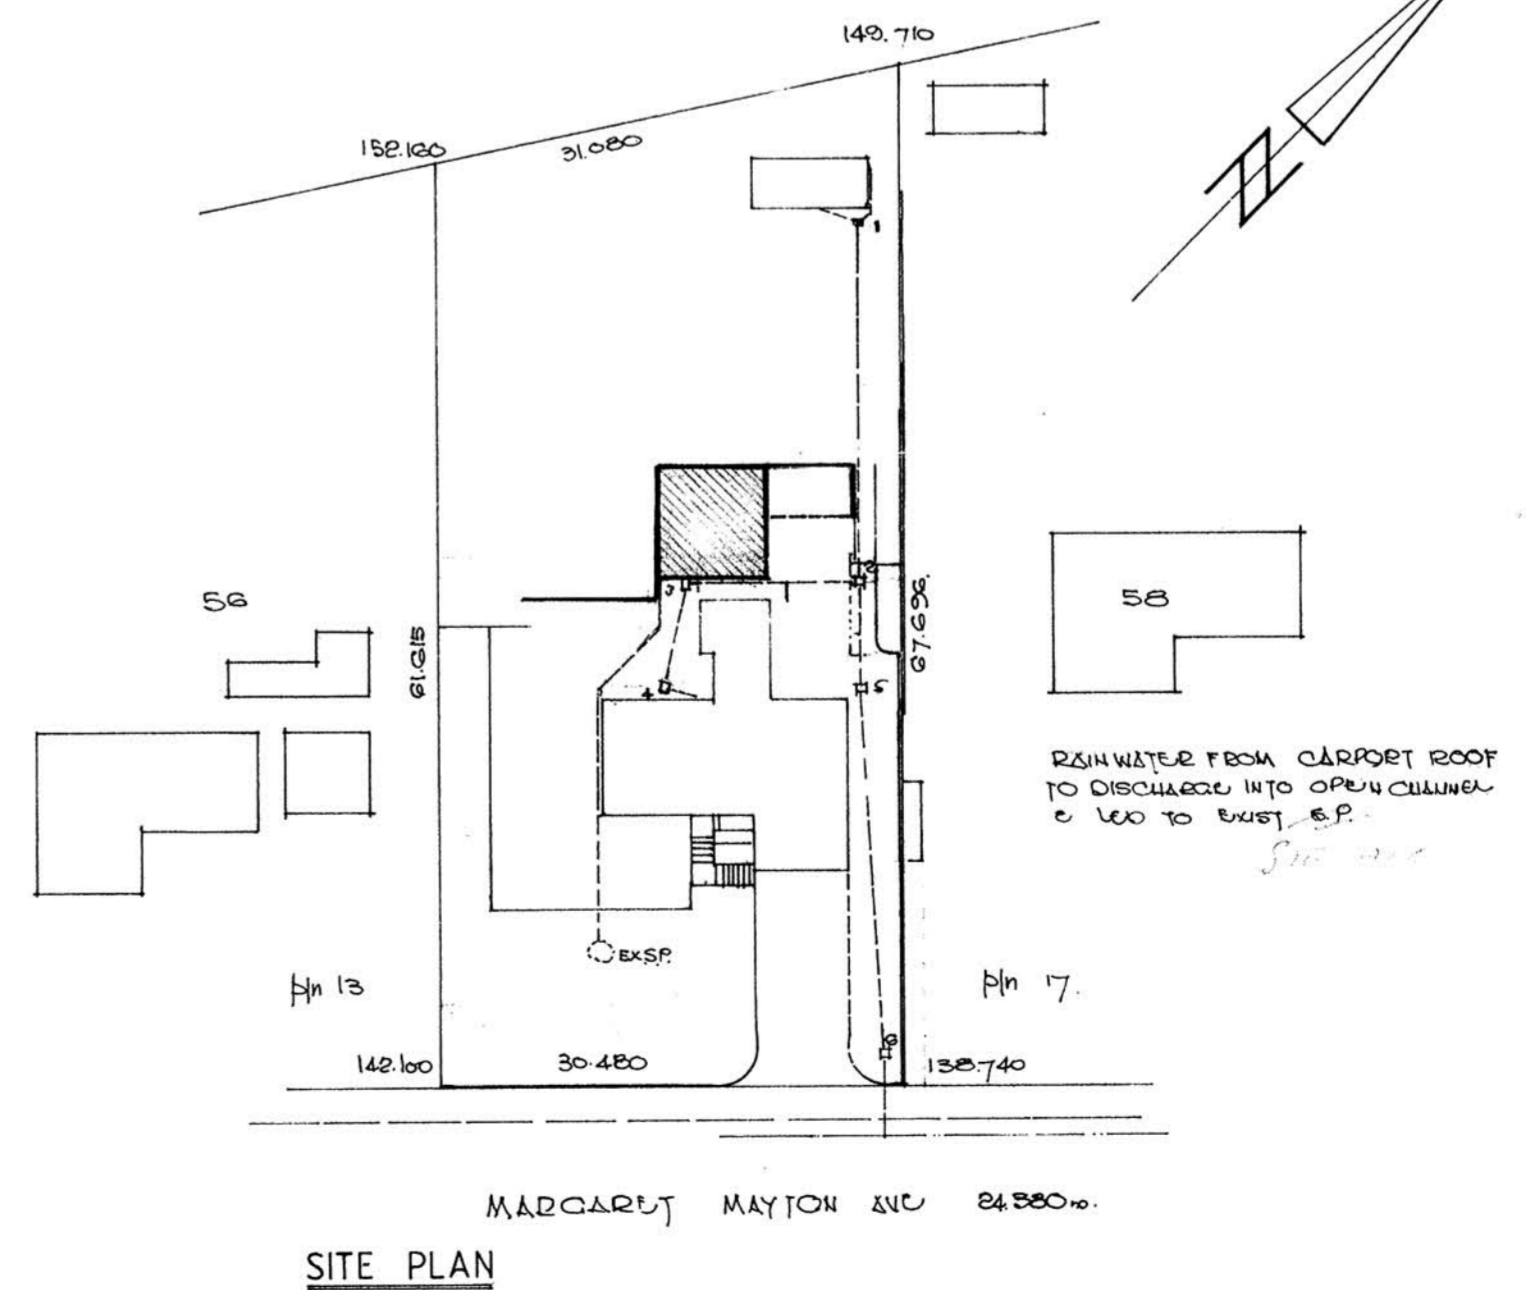 149.710
152.160
31.080
1
2
3
56
58
61.615
67.696.
4
5
RAINWATER FROM CARPORT ROOF
TO DISCHARGE INTO OPEN CHANNEL
& LED TO EXIST S.P.
EX.S.P.
p/n 13
p/n 17.
6
142.100
30.480
138.740
MARGARET MAYTON AVE 24.380m.
SITE PLAN